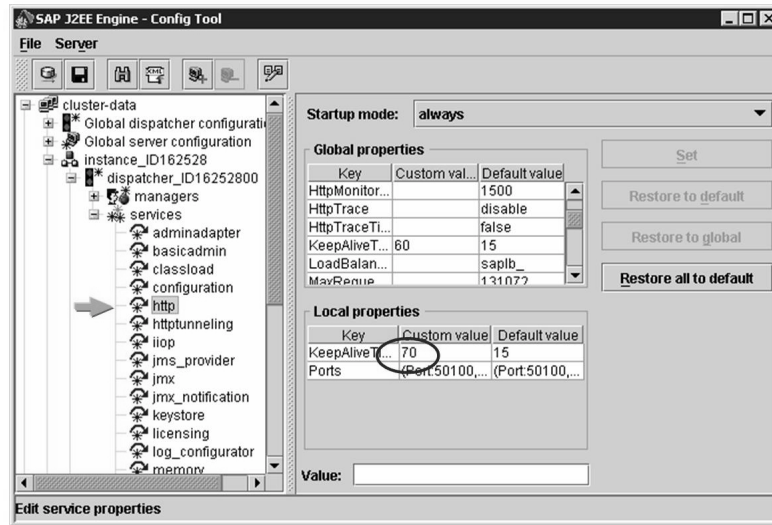 SAP J2EE Engine - Config Tool
File Server
cluster-data
Global dispatcher configurati
Global server configuration
instance_ID162528
dispatcher_ID16252800
managers
services
adminadapter
basicadmin
classload
configuration
http
httptunneling
iiop
jms_provider
jmx
jmx_notification
keystore
licensing
log_configurator
memory
Startup mode: always
Global properties
Key Custom val... Default value
HttpMonitor... 1500
HttpTrace disable
HttpTraceTi... false
KeepAliveT... 60 15
LoadBalan... saplb_
MaxReque... 131072
Set
Restore to default
Restore to global
Restore all to default
Local properties
Key Custom value Default value
KeepAliveTi... 70 15
Ports (Port:50100,... (Port:50100,...
Value:
Edit service properties